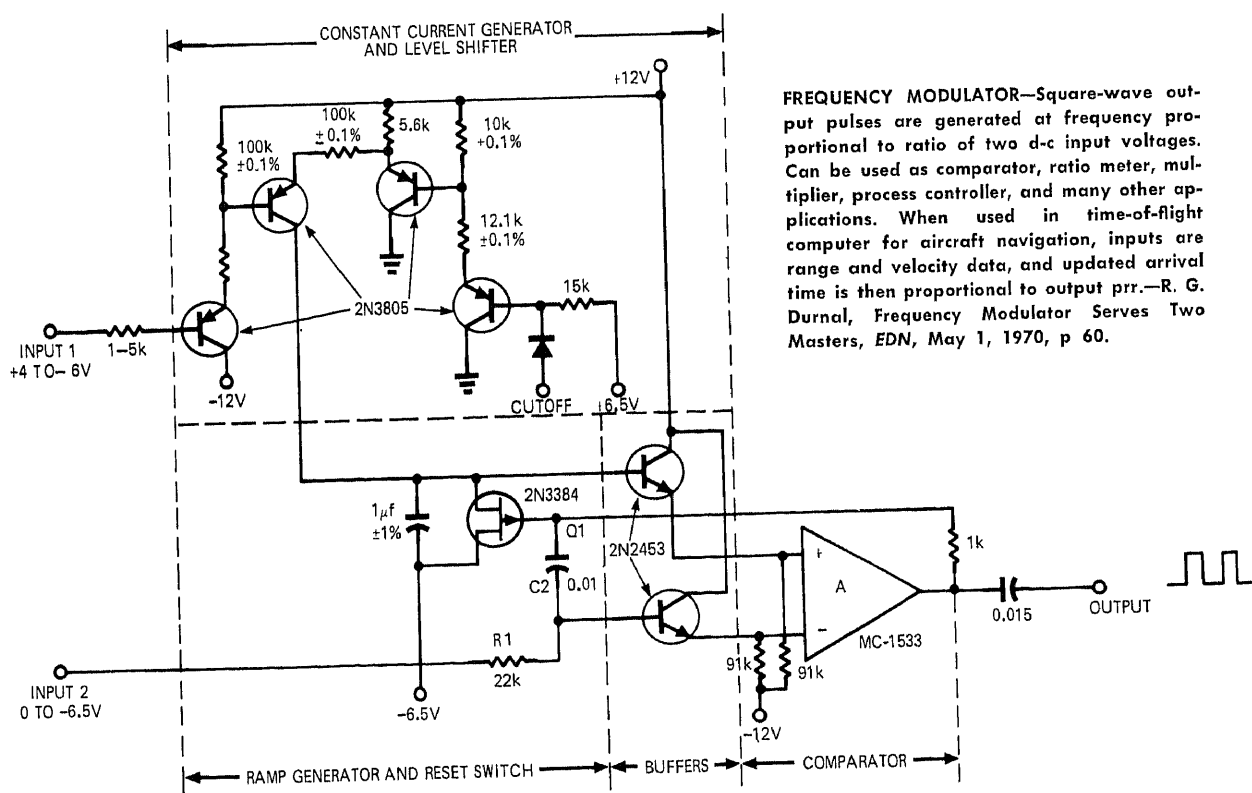 CONSTANT CURRENT GENERATOR
AND LEVEL SHIFTER
+12V
100k
±0.1%
5.6k
10k
+0.1%
100k
±0.1%
12.1k
±0.1%
2N3805
15k
INPUT 1
+4 TO- 6V
1-5k
-12V
CUTOFF
+6.5V
1μf
±1%
2N3384
Q1
C2
0.01
2N2453
1k
+
A
-
MC-1533
0.015
OUTPUT
R1
22k
91k
91k
INPUT 2
0 TO -6.5V
-6.5V
-12V
RAMP GENERATOR AND RESET SWITCH
BUFFERS
COMPARATOR
FREQUENCY MODULATOR—Square-wave out-
put pulses are generated at frequency pro-
portional to ratio of two d-c input voltages.
Can be used as comparator, ratio meter, mul-
tiplier, process controller, and many other ap-
plications. When used in time-of-flight
computer for aircraft navigation, inputs are
range and velocity data, and updated arrival
time is then proportional to output prr.—R. G.
Durnal, Frequency Modulator Serves Two
Masters, EDN, May 1, 1970, p 60.